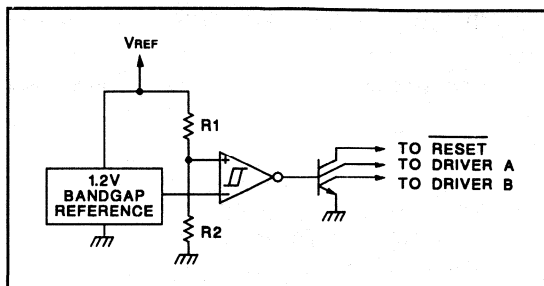 VREF
R1
+
TO RESET
TO DRIVER A
TO DRIVER B
1.2V
BANDGAP
REFERENCE
−
R2